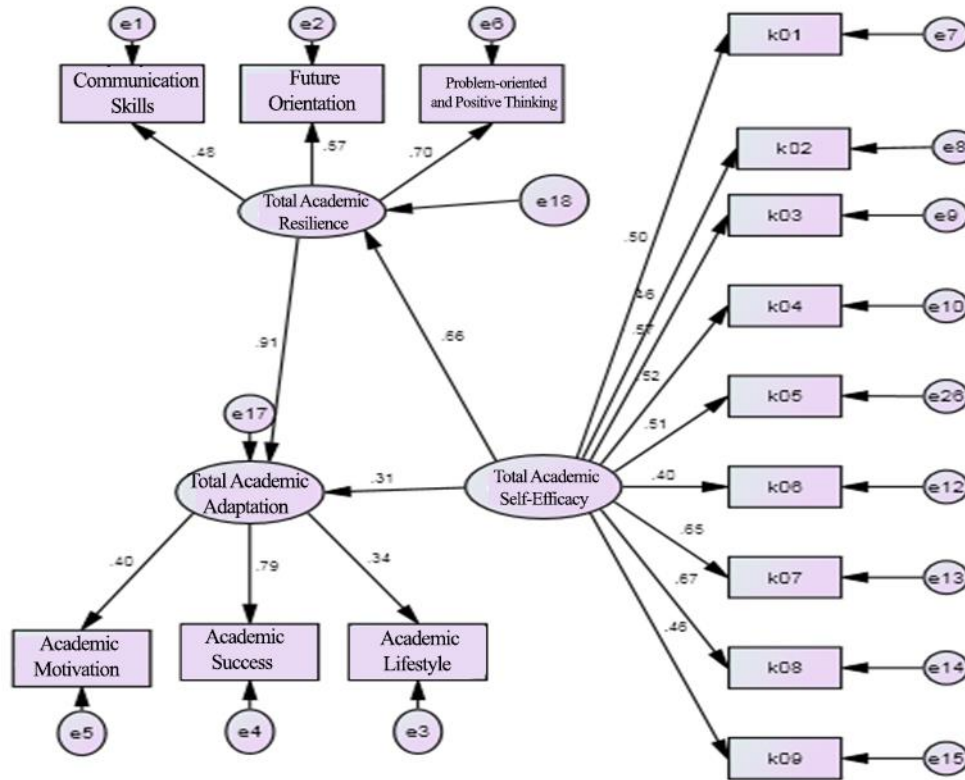 e1
e2
e6
k01
e7
Communication
Skills
Future
Orientation
Problem-oriented
and Positive Thinking
k02
e8
.48
.57
.70
k03
e9
Total Academic
Resilience
e18
.50
.46
.57
k04
e10
.66
.91
.52
e17
k05
e26
.51
Total Academic
Adaptation
.31
Total Academic
Self-Efficacy
.40
k06
e12
.65
k07
e13
.40
.79
.34
.67
.46
Academic
Motivation
Academic
Success
Academic
Lifestyle
k08
e14
e5
e4
e3
k09
e15